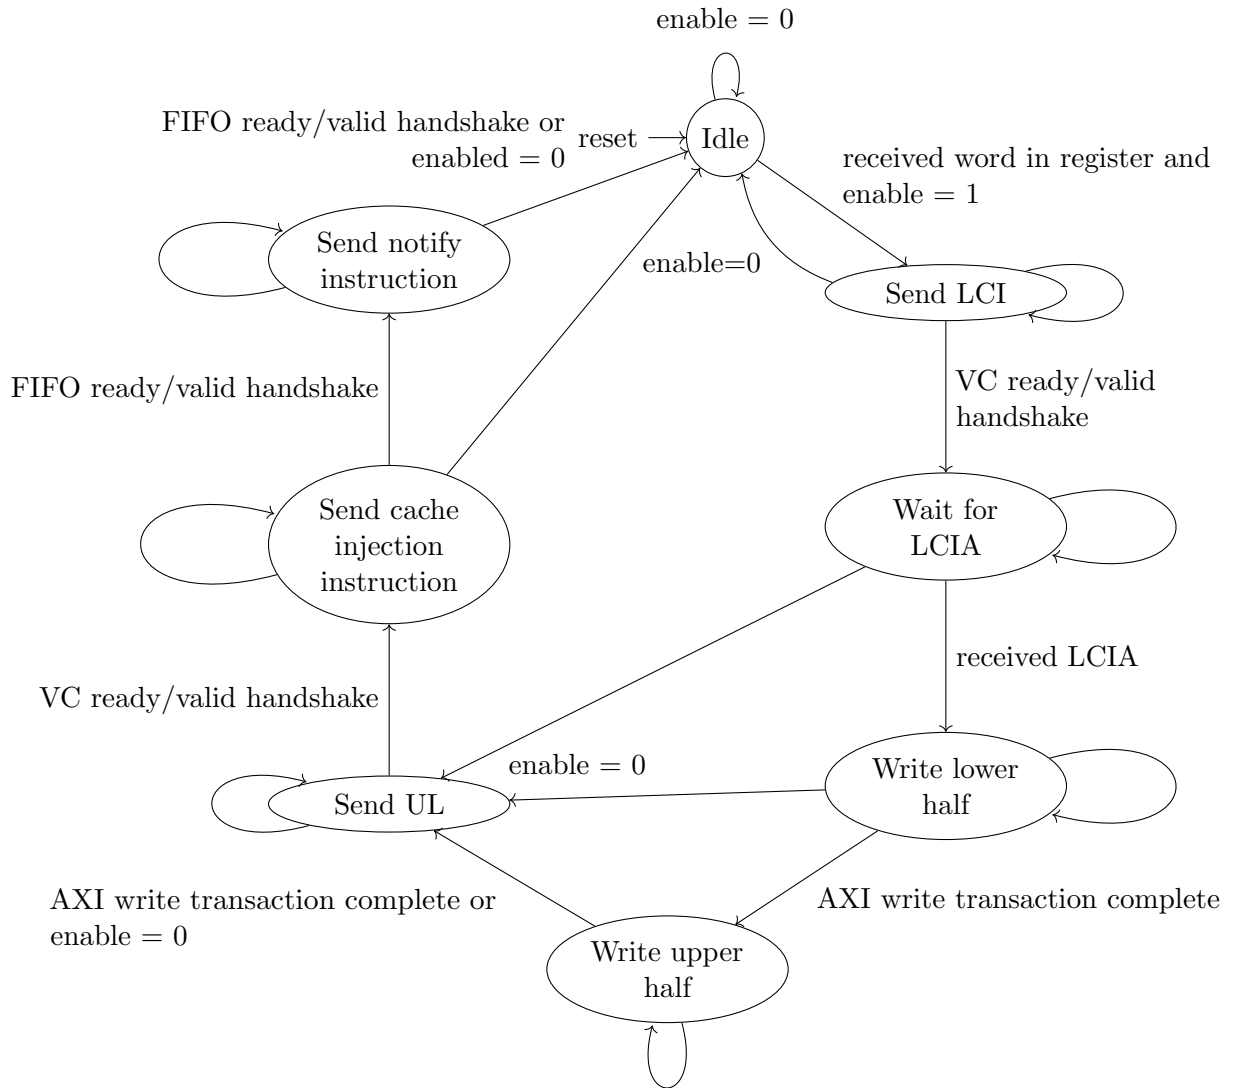 enable = 0
FIFO ready/valid handshake or
enabled = 0
reset
Idle
received word in register and
enable = 1
Send notify
instruction
enable=0
Send LCI
FIFO ready/valid handshake
VC ready/valid
handshake
Send cache
injection
instruction
Wait for
LCIA
received LCIA
VC ready/valid handshake
enable = 0
Write lower
half
Send UL
AXI write transaction complete or
enable = 0
AXI write transaction complete
Write upper
half